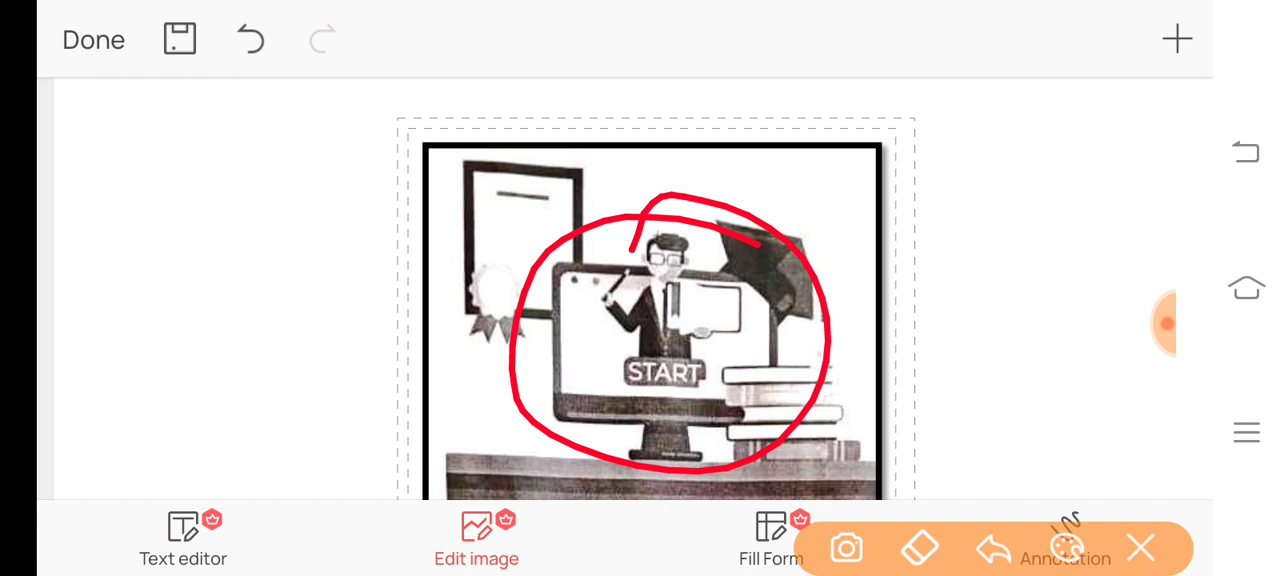 Done
START
Text editor
Edit image
Fill Form
Annotation